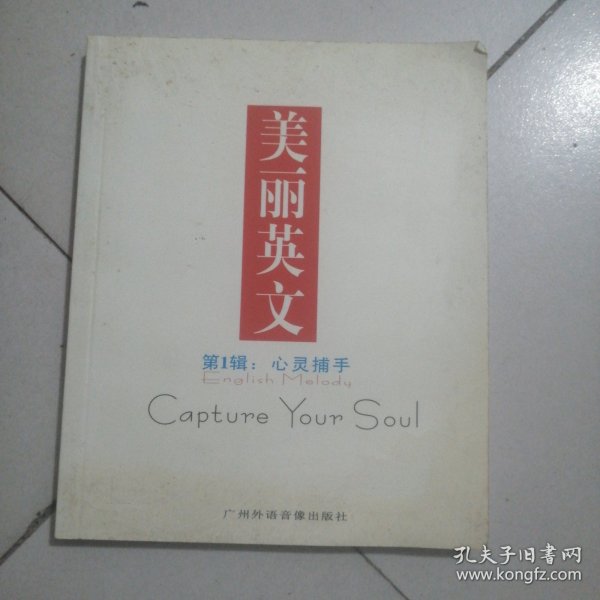 美丽英文
第1辑：心灵捕手
English Melody
Capture Your Soul
广州外语音像出版社
孔夫子旧书网
www.kongfz.com